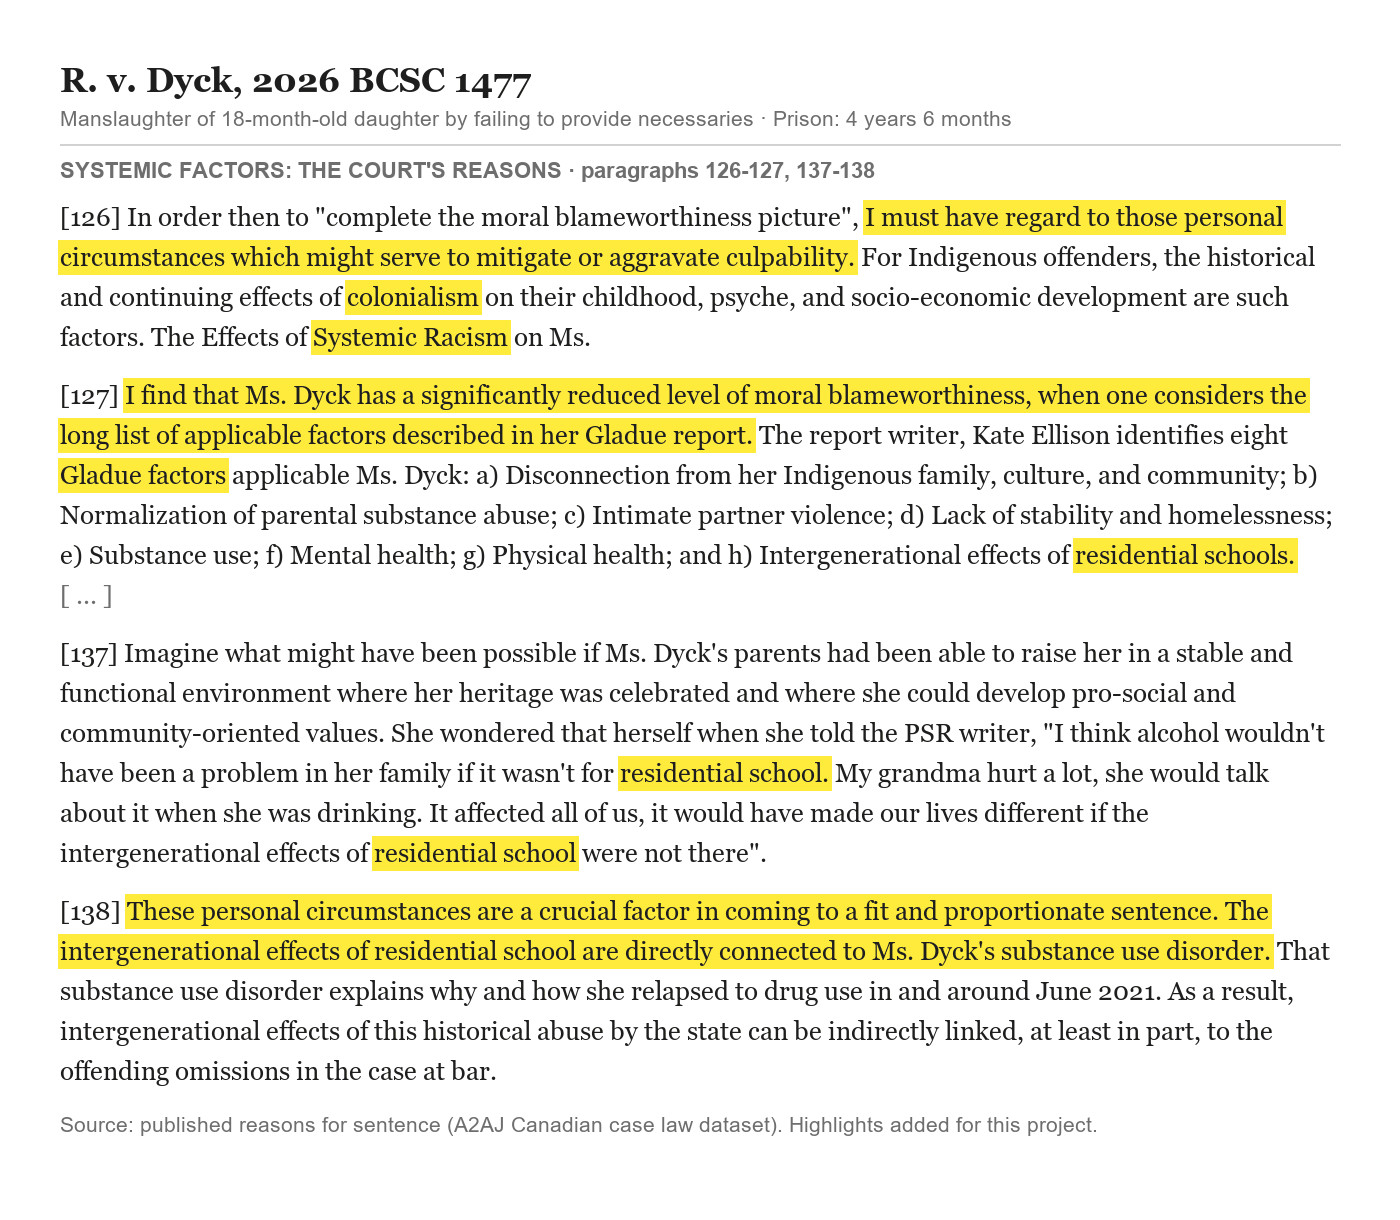 R. v. Dyck, 2026 BCSC 1477
Manslaughter of 18-month-old daughter by failing to provide necessaries · Prison: 4 years 6 months
SYSTEMIC FACTORS: THE COURT'S REASONS · paragraphs 126-127, 137-138
[126] In order then to "complete the moral blameworthiness picture", I must have regard to those personal
circumstances which might serve to mitigate or aggravate culpability. For Indigenous offenders, the historical
and continuing effects of colonialism on their childhood, psyche, and socio-economic development are such
factors. The Effects of Systemic Racism on Ms.
[127] I find that Ms. Dyck has a significantly reduced level of moral blameworthiness, when one considers the
long list of applicable factors described in her Gladue report. The report writer, Kate Ellison identifies eight
Gladue factors applicable Ms. Dyck: a) Disconnection from her Indigenous family, culture, and community; b)
Normalization of parental substance abuse; c) Intimate partner violence; d) Lack of stability and homelessness;
e) Substance use; f) Mental health; g) Physical health; and h) Intergenerational effects of residential schools.
[ ... ]
[137] Imagine what might have been possible if Ms. Dyck's parents had been able to raise her in a stable and
functional environment where her heritage was celebrated and where she could develop pro-social and
community-oriented values. She wondered that herself when she told the PSR writer, "I think alcohol wouldn't
have been a problem in her family if it wasn't for residential school. My grandma hurt a lot, she would talk
about it when she was drinking. It affected all of us, it would have made our lives different if the
intergenerational effects of residential school were not there".
[138] These personal circumstances are a crucial factor in coming to a fit and proportionate sentence. The
intergenerational effects of residential school are directly connected to Ms. Dyck's substance use disorder. That
substance use disorder explains why and how she relapsed to drug use in and around June 2021. As a result,
intergenerational effects of this historical abuse by the state can be indirectly linked, at least in part, to the
offending omissions in the case at bar.
Source: published reasons for sentence (A2AJ Canadian case law dataset). Highlights added for this project.